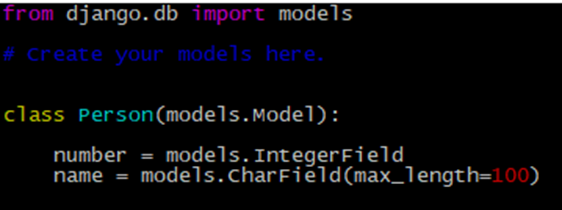 from django.db import models
# Create your models here.
class Person(models.Model):
number = models.IntegerField
name = models.CharField(max_length=100)